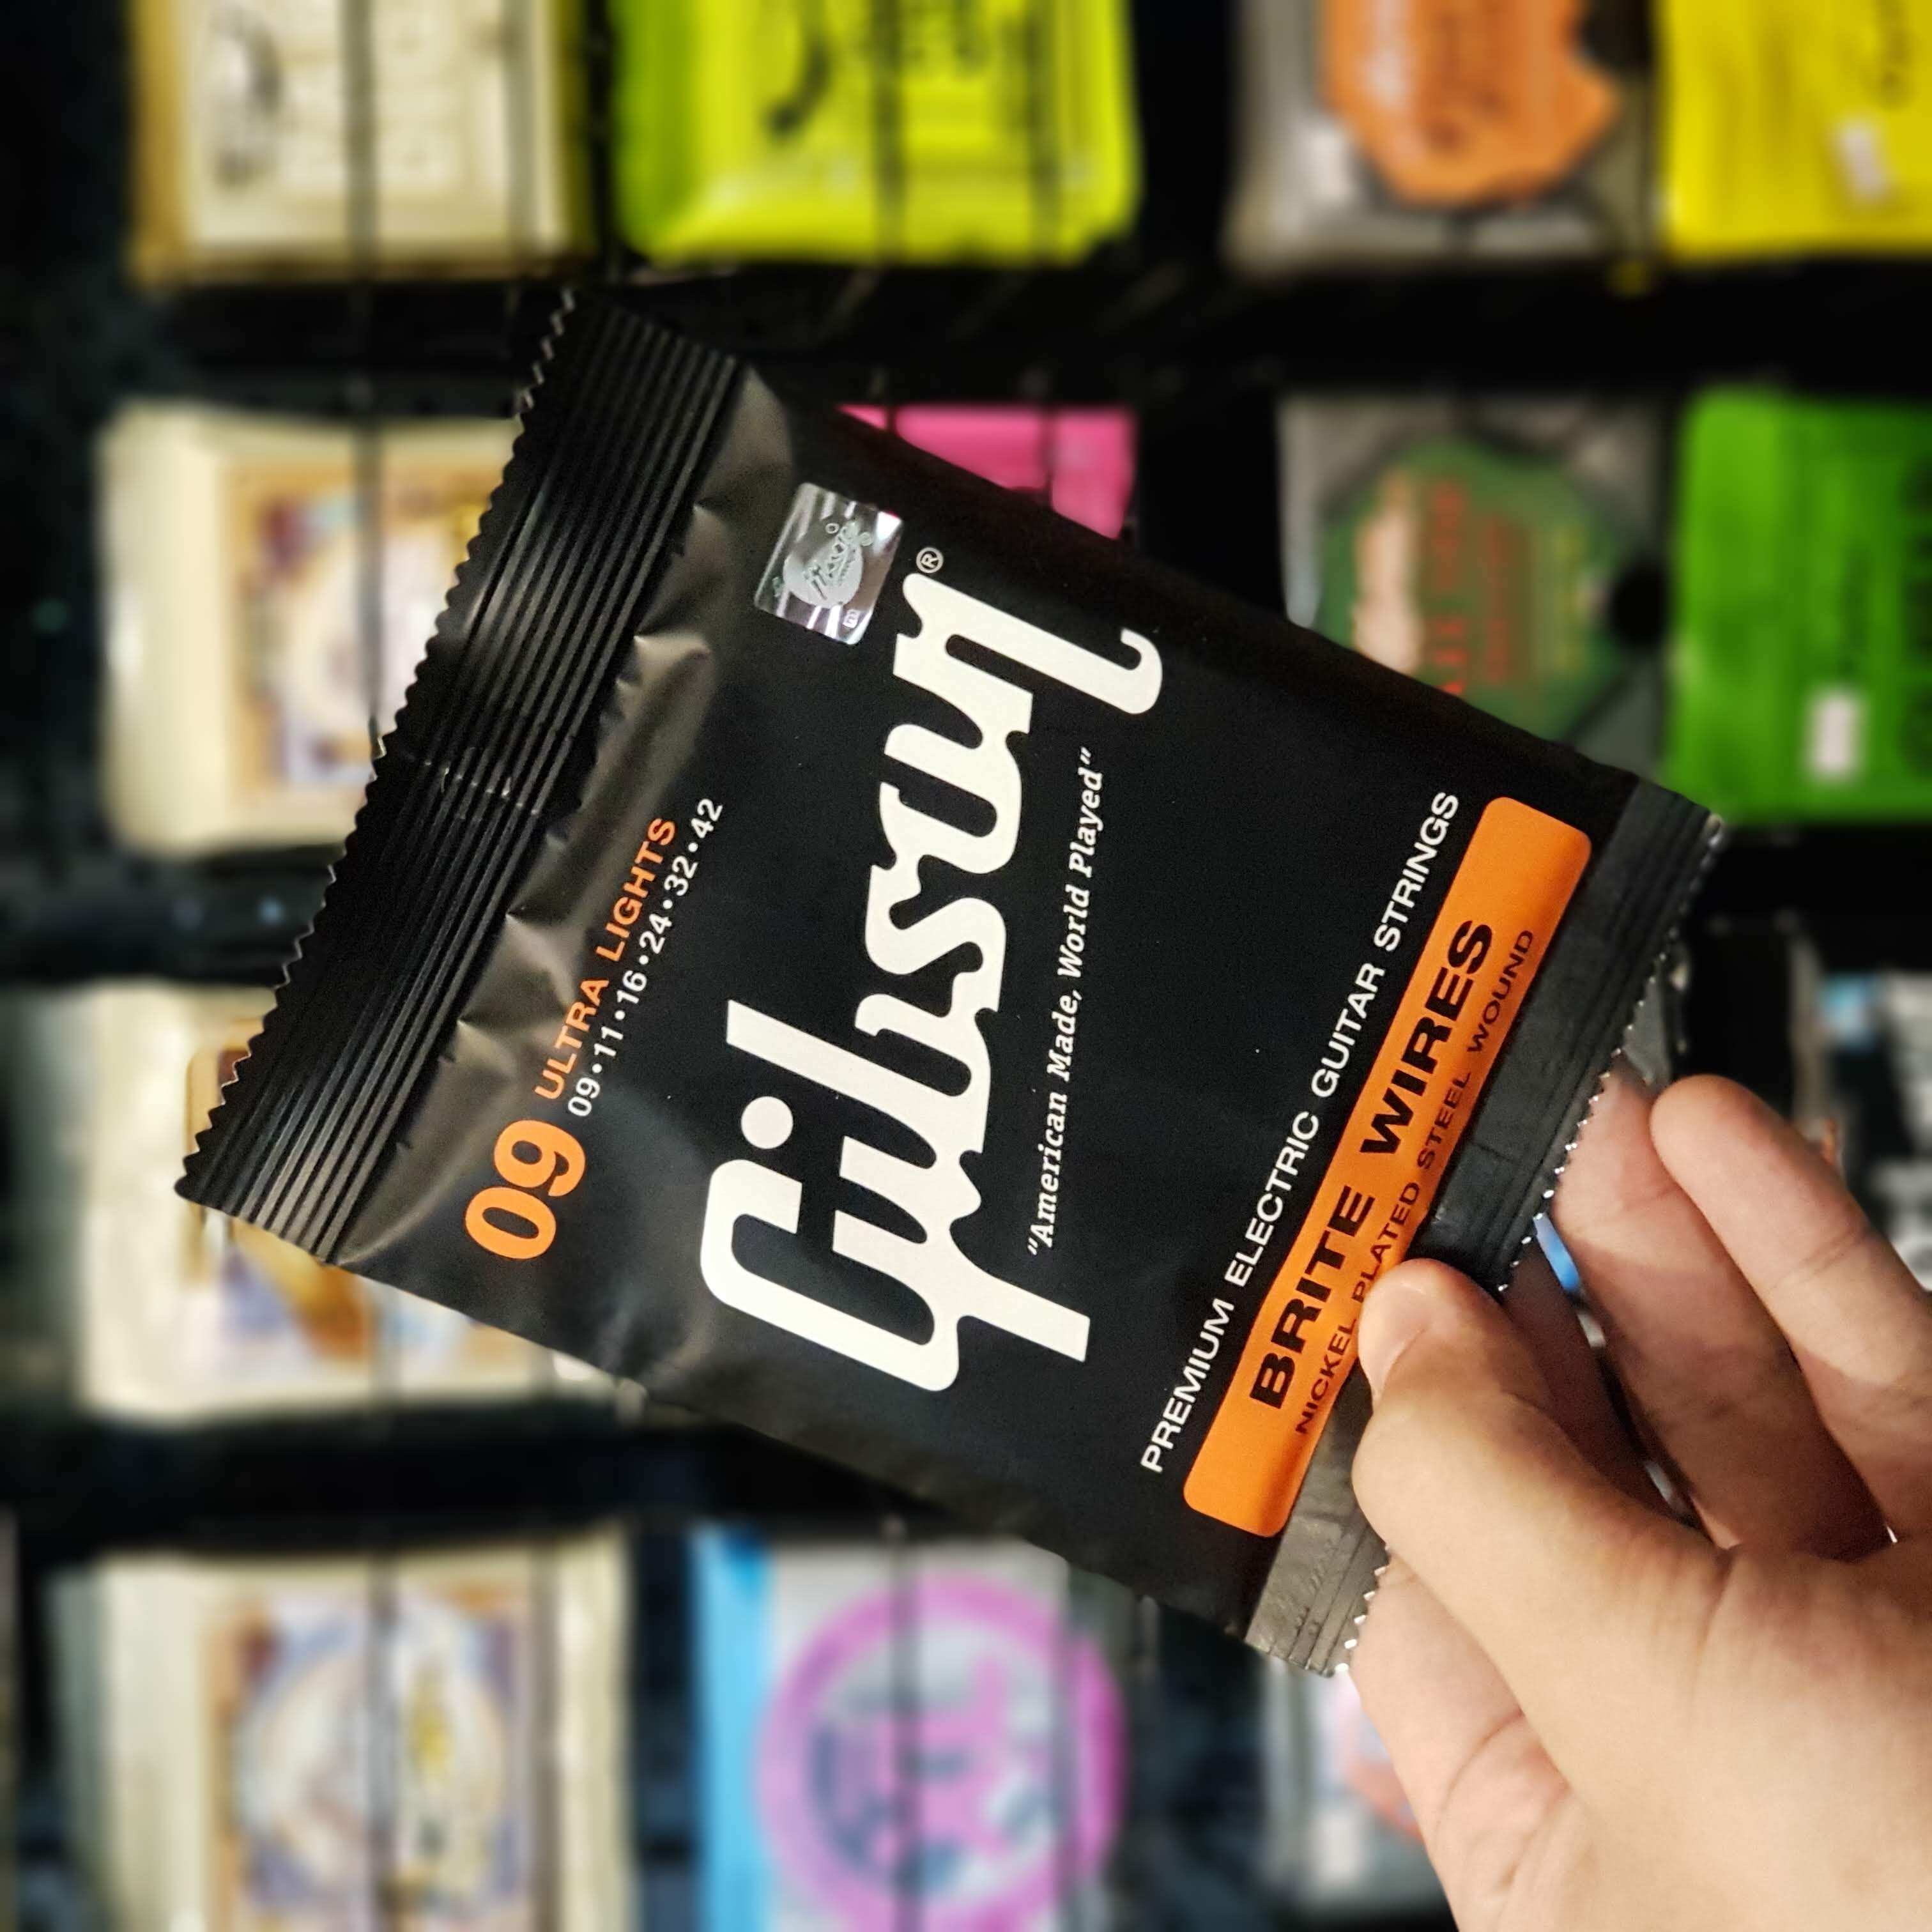 09 ULTRA LIGHTS
09•11•16•24•32•42
Gibson®
"American Made, World Played"
PREMIUM ELECTRIC GUITAR STRINGS
BRITE WIRES
NICKEL PLATED STEEL WOUND